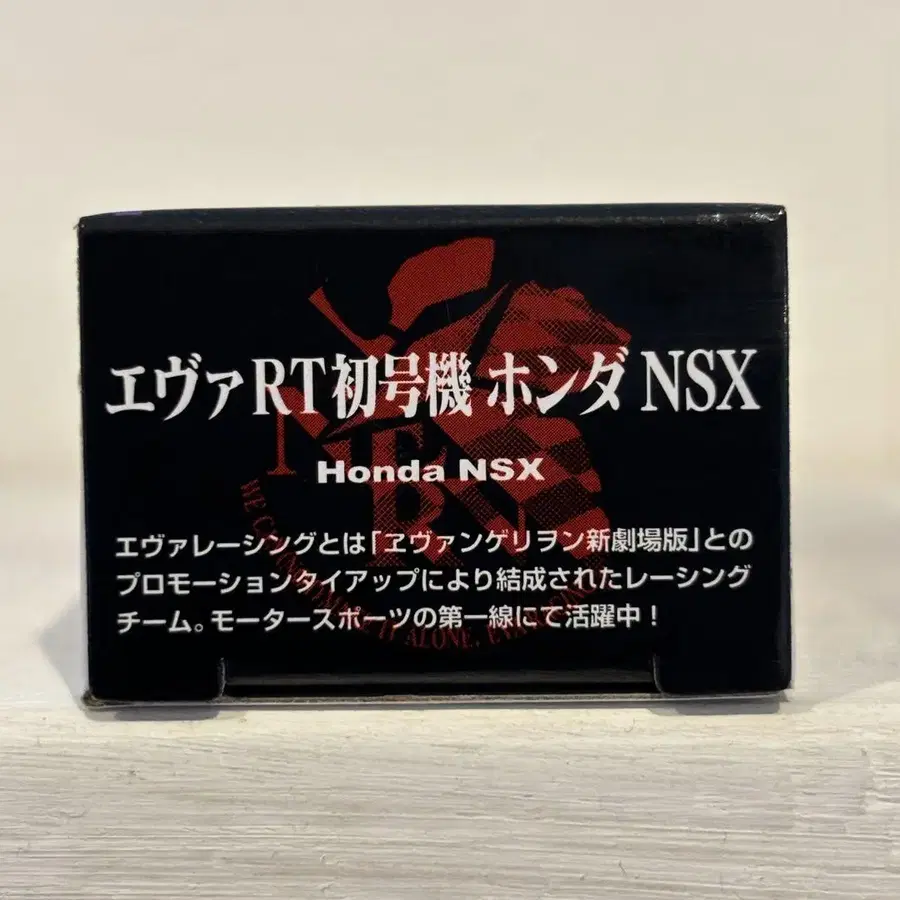 エヴァRT初号機 ホンダ NSX
Honda NSX
エヴァレーシングとは「ヱヴァンゲリヲン新劇場版」との
プロモーションタイアップにより結成されたレーシング
チーム。モータースポーツの第一線にて活躍中！